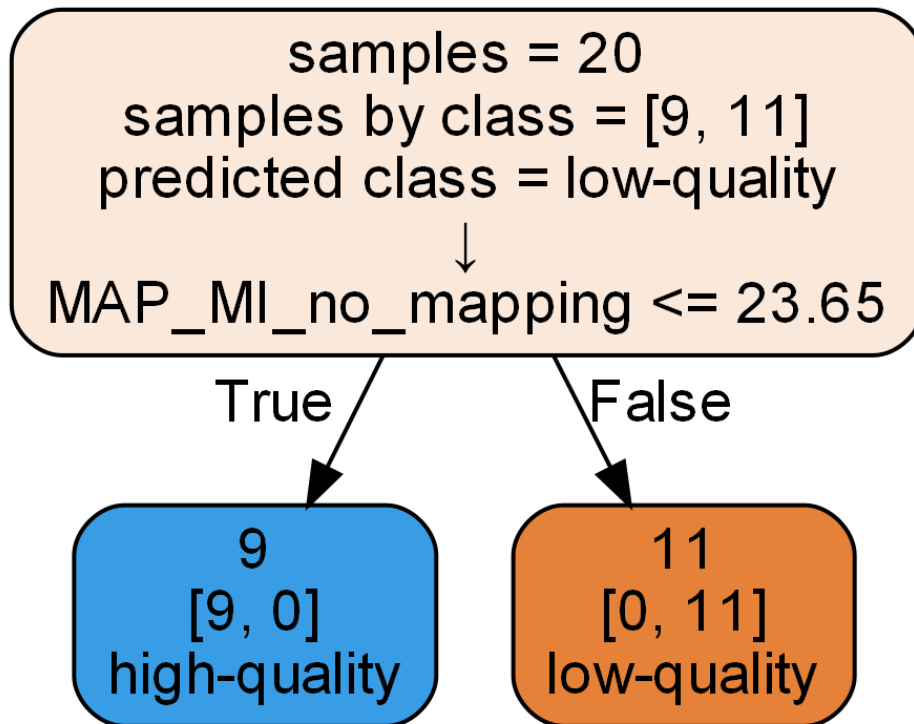 samples = 20
samples by class = [9, 11]
predicted class = low-quality
↓
MAP_MI_no_mapping <= 23.65
True
False
9
[9, 0]
high-quality
11
[0, 11]
low-quality